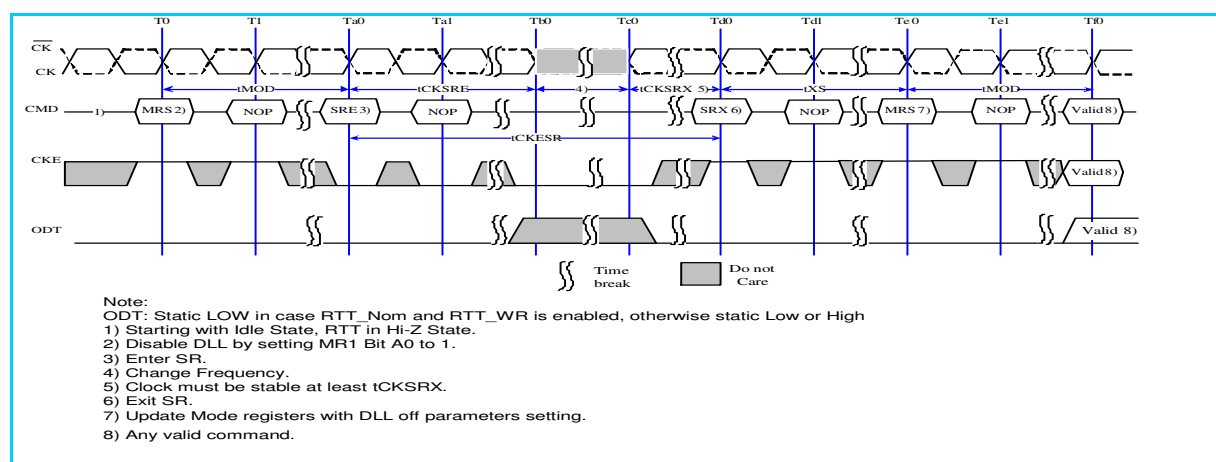 T0 T1 Ta0 Ta1 Tb0 Tc0 Td0 Td1 Te0 Te1 Tf0
CK
CK
tMOD tCKSRE 4) tCKSRX 5) tXS tMOD
CMD 1) MRS 2) NOP SRE 3) NOP SRX 6) NOP MRS 7) NOP Valid 8)
tCKESR
CKE Valid 8)
ODT Valid 8)
Time break
Do not Care
Note:
ODT: Static LOW in case RTT_Nom and RTT_WR is enabled, otherwise static Low or High
1) Starting with Idle State, RTT in Hi-Z State.
2) Disable DLL by setting MR1 Bit A0 to 1.
3) Enter SR.
4) Change Frequency.
5) Clock must be stable at least tCKSRX.
6) Exit SR.
7) Update Mode registers with DLL off parameters setting.
8) Any valid command.